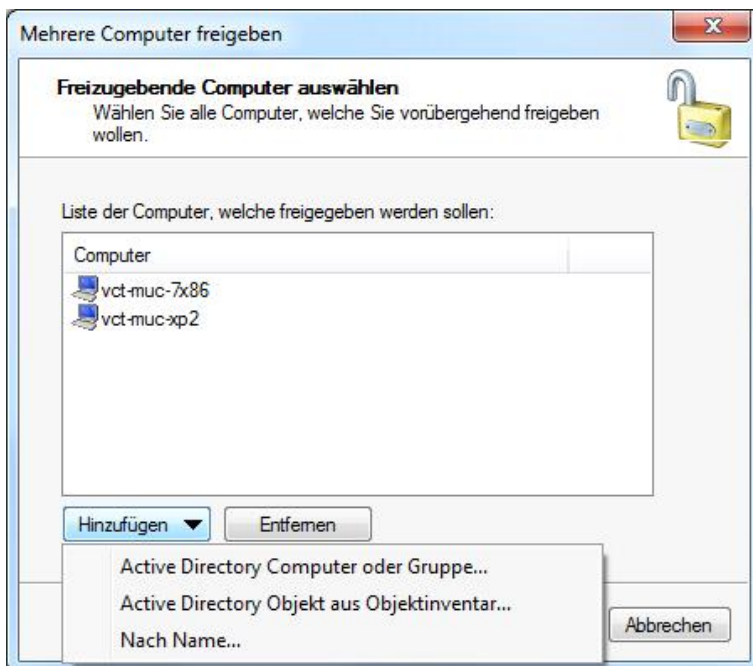 Mehrere Computer freigeben
Freizugebende Computer auswählen
Wählen Sie alle Computer, welche Sie vorübergehend freigeben
wollen.
Liste der Computer, welche freigegeben werden sollen:
Computer
vct-muc-7x86
vct-muc-xp2
Hinzufügen
Entfernen
Active Directory Computer oder Gruppe...
Active Directory Objekt aus Objektinventar...
Nach Name...
Abbrechen